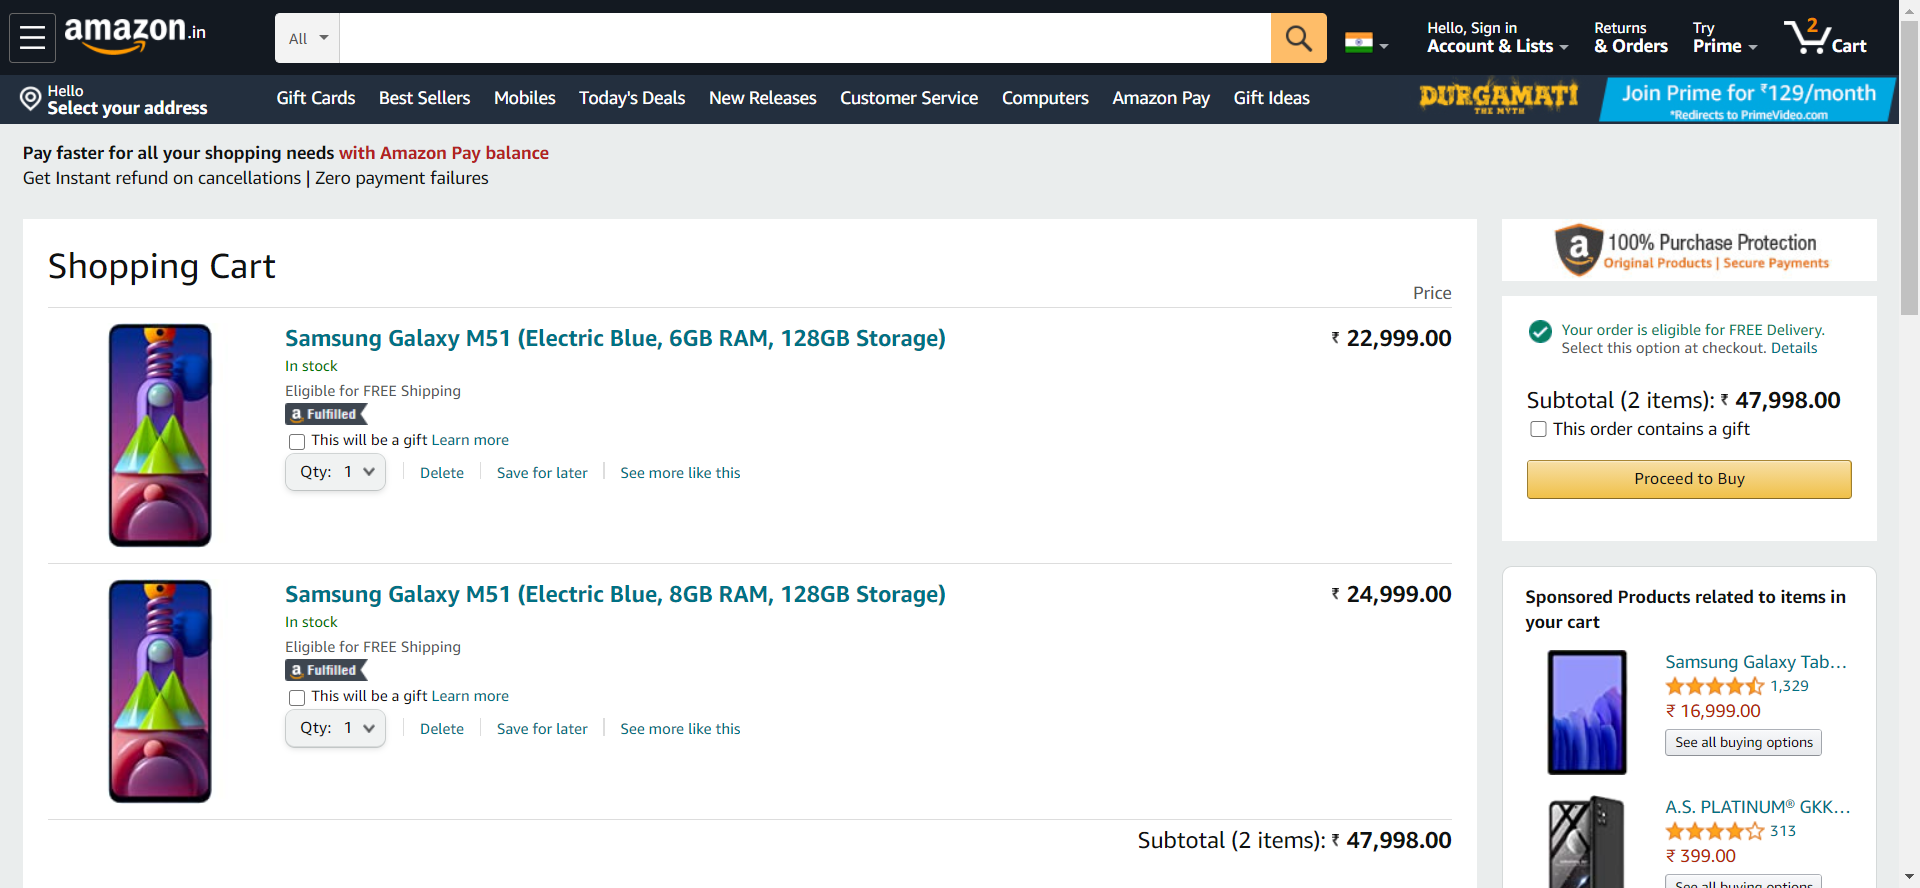 amazon.in
All
Hello, Sign in
Account & Lists
Returns
& Orders
Try
Prime
2
Cart
Hello
Select your address
Gift Cards
Best Sellers
Mobiles
Today's Deals
New Releases
Customer Service
Computers
Amazon Pay
Gift Ideas
DURGAMATI
THE MYTH
Join Prime for ₹129/month
*Redirects to PrimeVideo.com
Pay faster for all your shopping needs with Amazon Pay balance
Get Instant refund on cancellations | Zero payment failures
Shopping Cart
Price
Samsung Galaxy M51 (Electric Blue, 6GB RAM, 128GB Storage)
₹ 22,999.00
In stock
Eligible for FREE Shipping
a Fulfilled
This will be a gift Learn more
Qty: 1
Delete
Save for later
See more like this
Samsung Galaxy M51 (Electric Blue, 8GB RAM, 128GB Storage)
₹ 24,999.00
In stock
Eligible for FREE Shipping
a Fulfilled
This will be a gift Learn more
Qty: 1
Delete
Save for later
See more like this
Subtotal (2 items): ₹ 47,998.00
a
100% Purchase Protection
Original Products | Secure Payments
Your order is eligible for FREE Delivery.
Select this option at checkout. Details
Subtotal (2 items): ₹ 47,998.00
This order contains a gift
Proceed to Buy
Sponsored Products related to items in
your cart
Samsung Galaxy Tab…
1,329
₹ 16,999.00
See all buying options
A.S. PLATINUM® GKK…
313
₹ 399.00
See all buying options